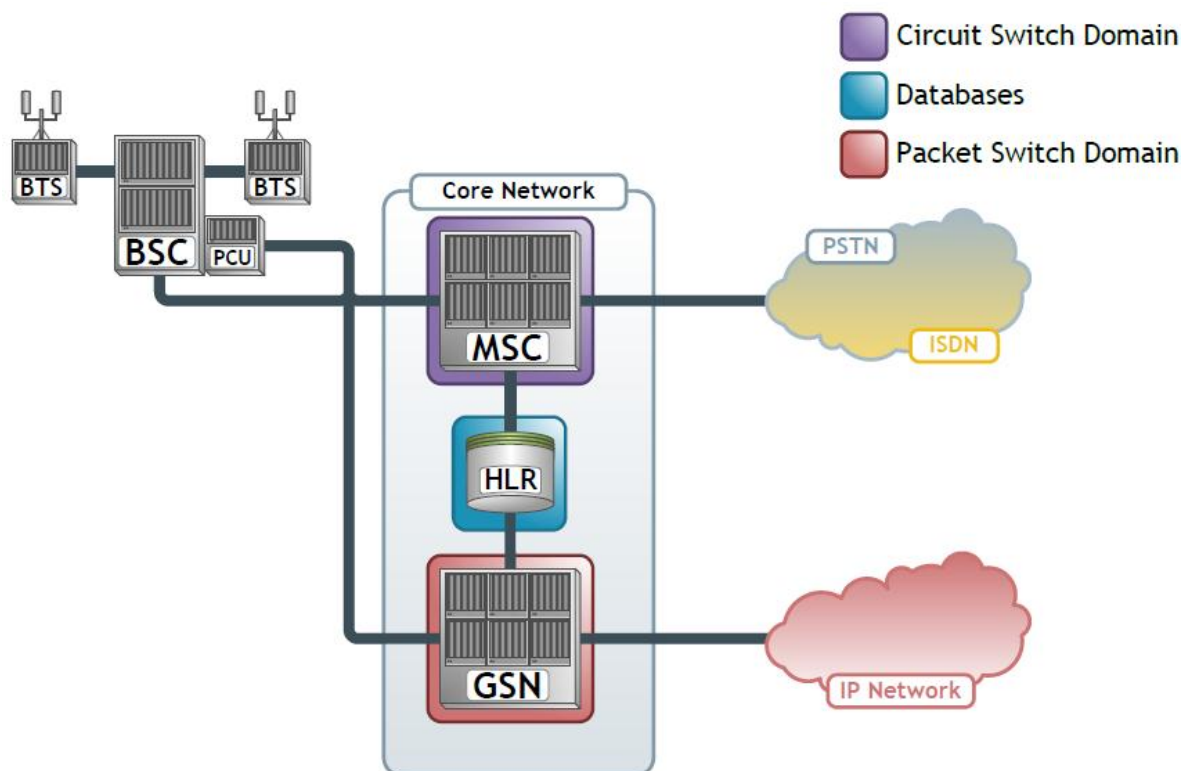 Circuit Switch Domain
Databases
Packet Switch Domain
BTS
BTS
BSC
PCU
Core Network
MSC
PSTN
ISDN
HLR
GSN
IP Network